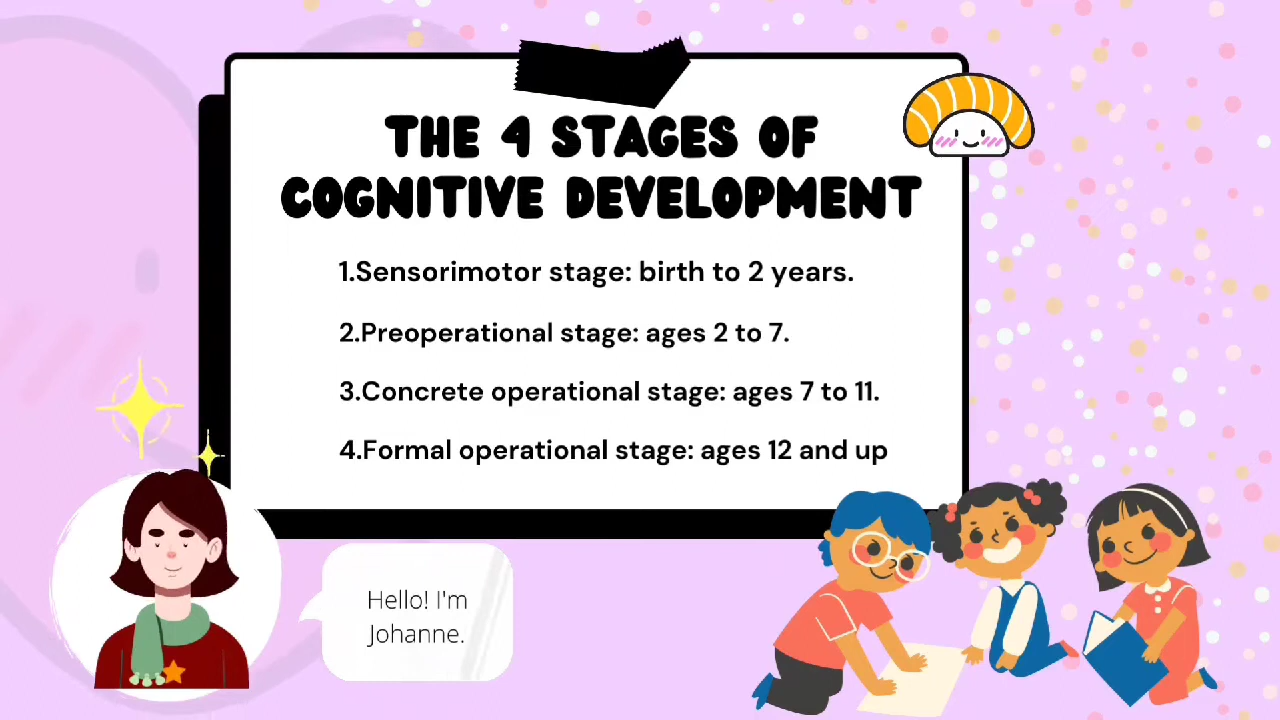 THE 4 STAGES OF
COGNITIVE DEVELOPMENT
1.Sensorimotor stage: birth to 2 years.
2.Preoperational stage: ages 2 to 7.
3.Concrete operational stage: ages 7 to 11.
4.Formal operational stage: ages 12 and up
Hello! I'm
Johanne.